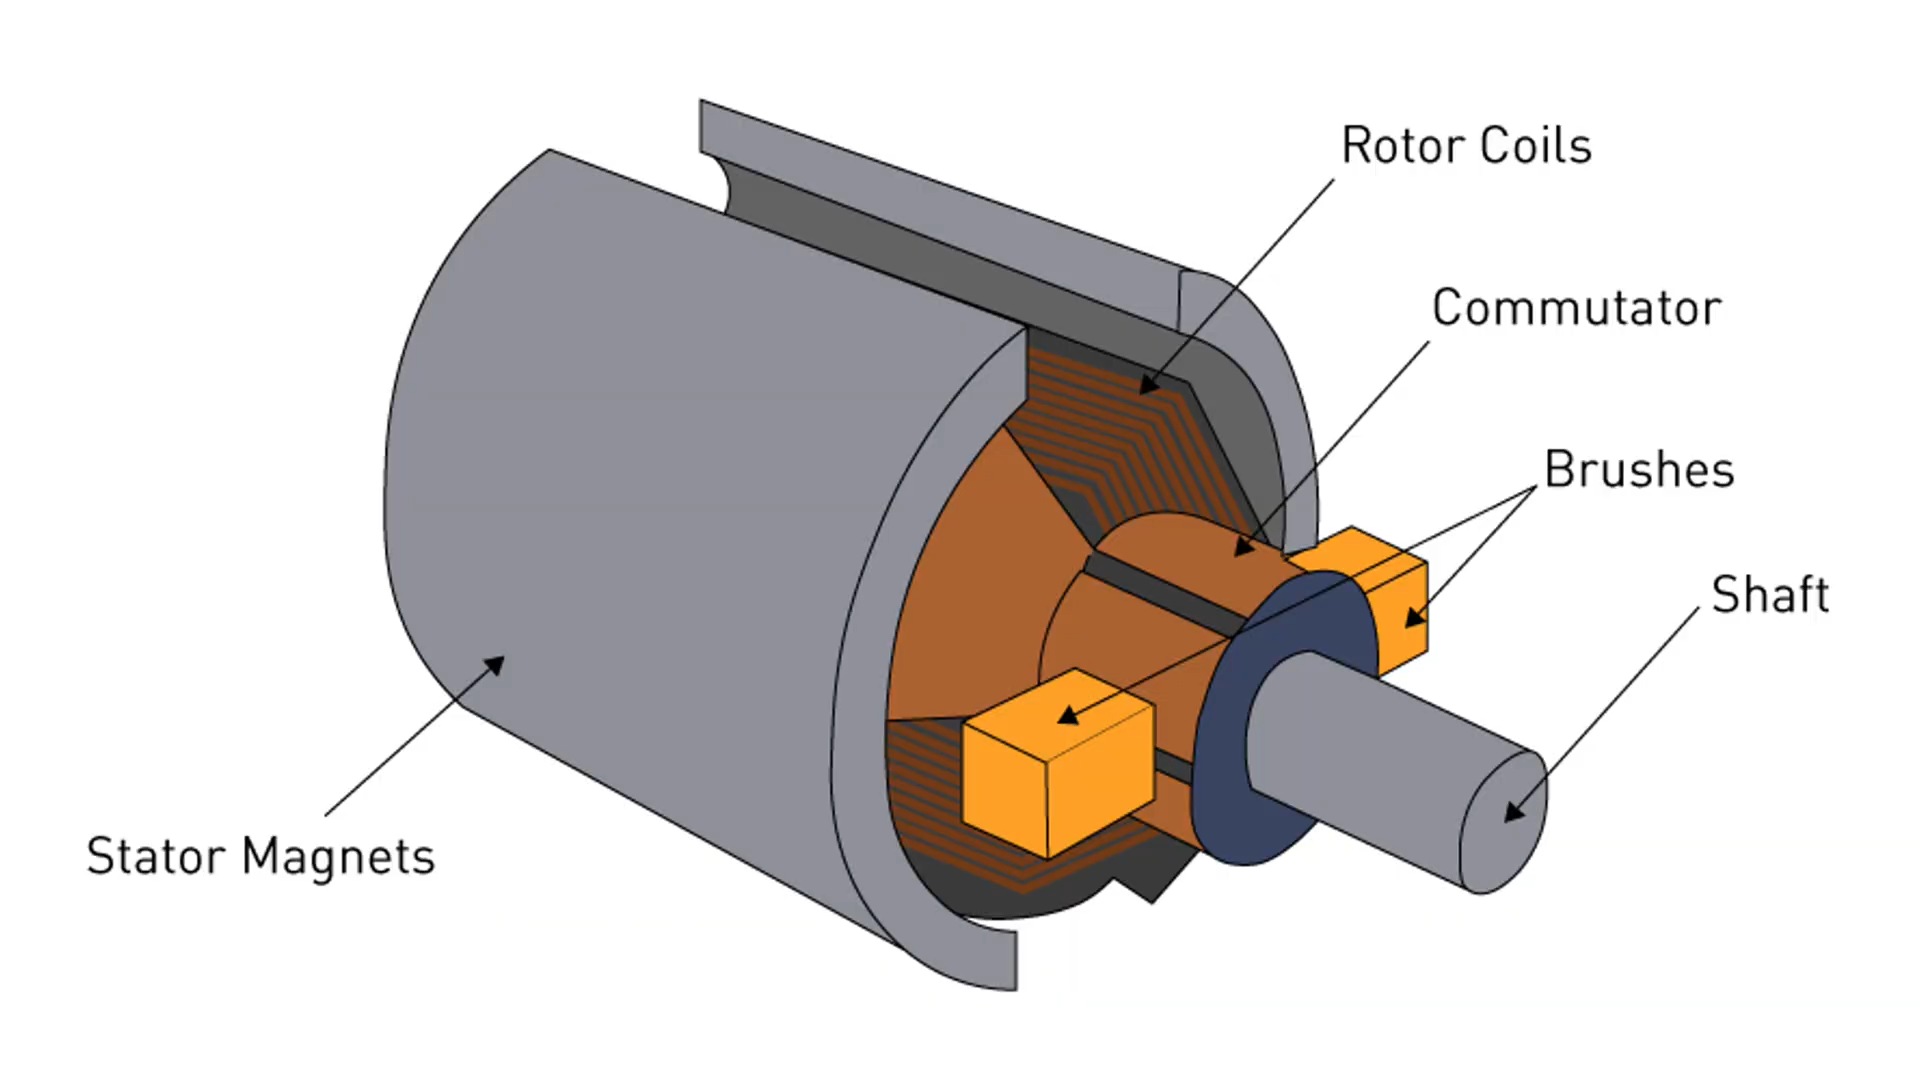 Rotor Coils
Commutator
Brushes
Shaft
Stator Magnets